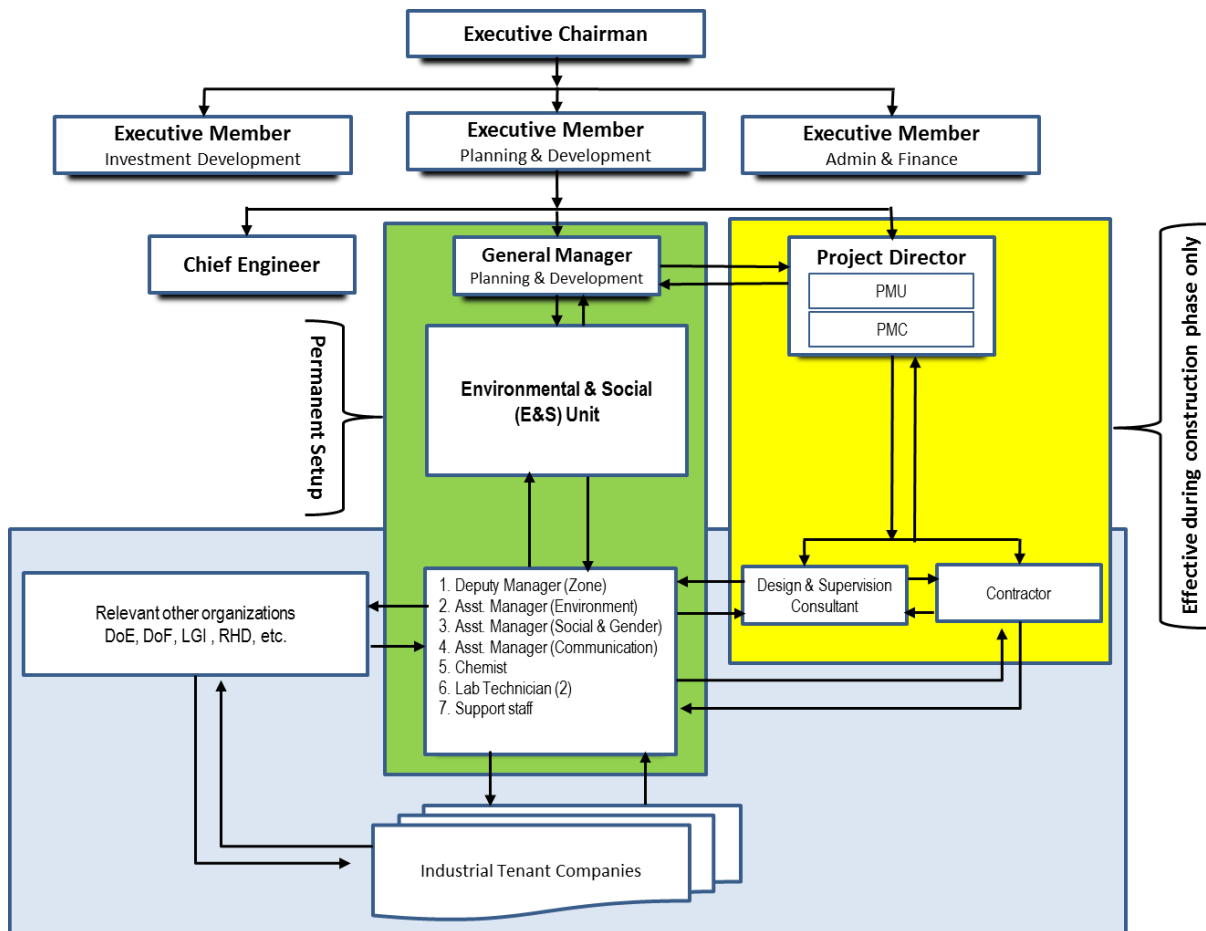 Executive Chairman
Executive Member
Investment Development
Executive Member
Planning & Development
Executive Member
Admin & Finance
Chief Engineer
General Manager
Planning & Development
Project Director
PMU
PMC
Permanent Setup
Effective during construction phase only
Environmental & Social
(E&S) Unit
Relevant other organizations
DoE, DoF, LGI , RHD, etc.
1. Deputy Manager (Zone)
2. Asst. Manager (Environment)
3. Asst. Manager (Social & Gender)
4. Asst. Manager (Communication)
5. Chemist
6. Lab Technician (2)
7. Support staff
Design & Supervision
Consultant
Contractor
Industrial Tenant Companies